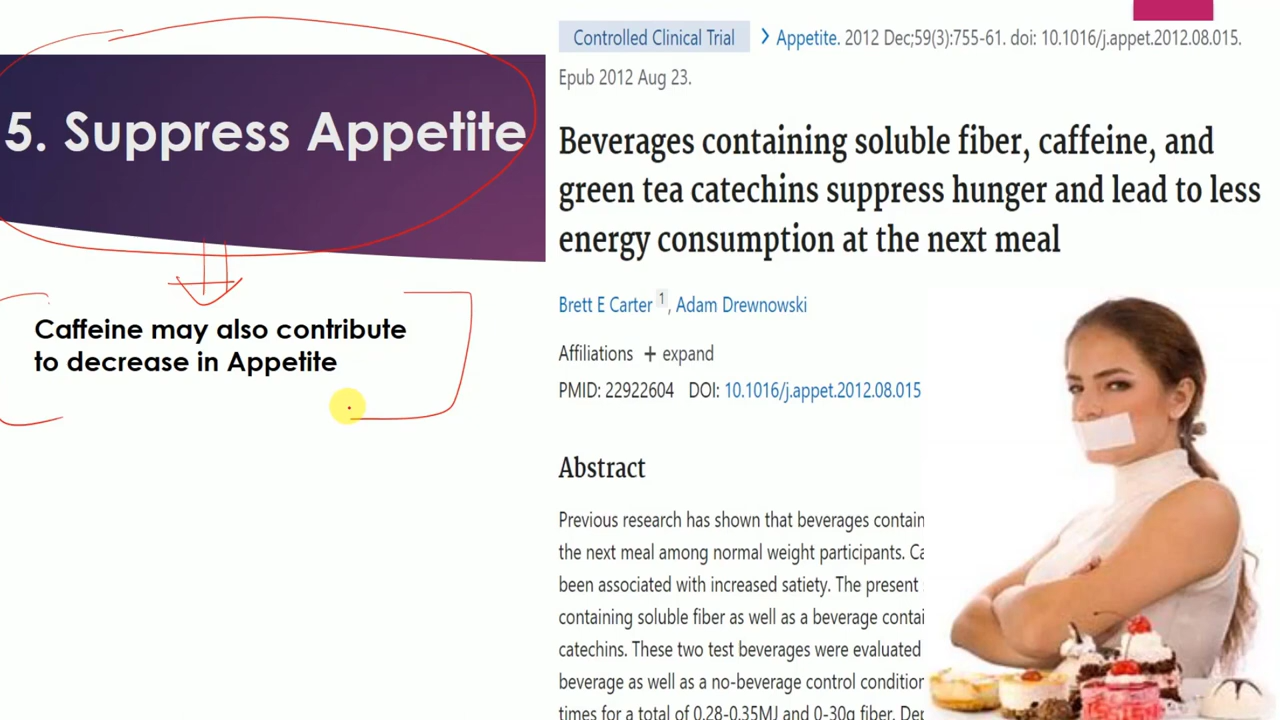 5. Suppress Appetite
Caffeine may also contribute
to decrease in Appetite
Controlled Clinical Trial > Appetite. 2012 Dec;59(3):755-61. doi: 10.1016/j.appet.2012.08.015.
Epub 2012 Aug 23.
Beverages containing soluble fiber, caffeine, and
green tea catechins suppress hunger and lead to less
energy consumption at the next meal
Brett E Carter 1, Adam Drewnowski
Affiliations + expand
PMID: 22922604 DOI: 10.1016/j.appet.2012.08.015
Abstract
Previous research has shown that beverages contain
the next meal among normal weight participants. Ca
been associated with increased satiety. The present
containing soluble fiber as well as a beverage contai
catechins. These two test beverages were evaluated
beverage as well as a no-beverage control condition
times for a total of 0.28-0.35MJ and 0-30g fiber. Dep